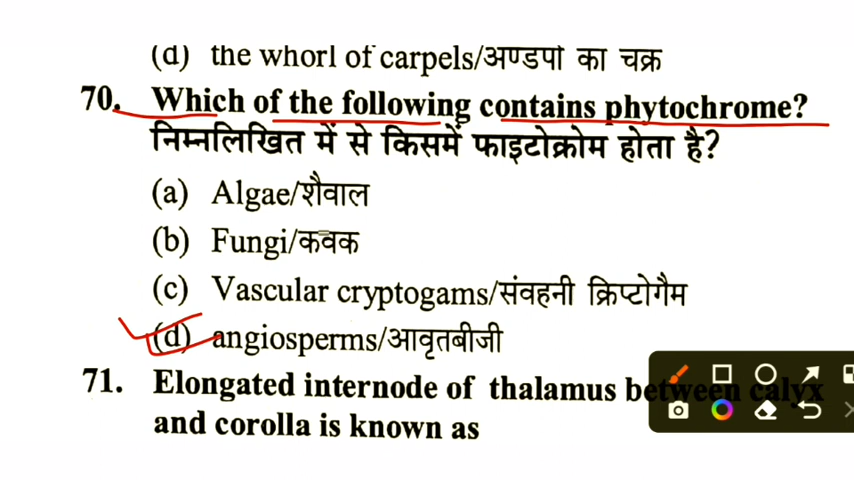 (d) the whorl of carpels/अण्डपों का चक्र
70. Which of the following contains phytochrome?
निम्नलिखित में से किसमें फाइटोक्रोम होता है?
(a) Algae/शैवाल
(b) Fungi/कवक
(c) Vascular cryptogams/संवहनी क्रिप्टोगैम
(d) angiosperms/आवृतबीजी
71. Elongated internode of thalamus between calyx
and corolla is known as